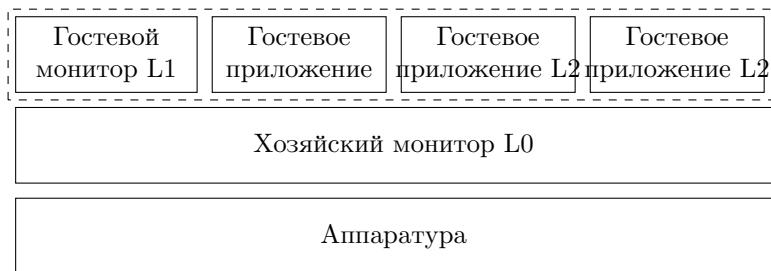 Гостевой
монитор L1
Гостевое
приложение
Гостевое
приложение L2
Гостевое
приложение L2
Хозяйский монитор L0
Аппаратура